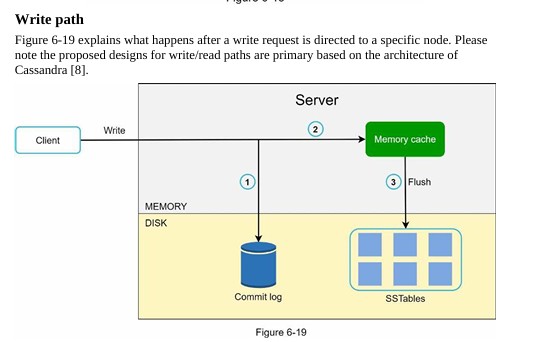 Write path
Figure 6-19 explains what happens after a write request is directed to a specific node. Please
note the proposed designs for write/read paths are primary based on the architecture of
Cassandra [8].
Server
Client
Write
2
Memory cache
1
3
Flush
MEMORY
DISK
Commit log
SSTables
Figure 6-19